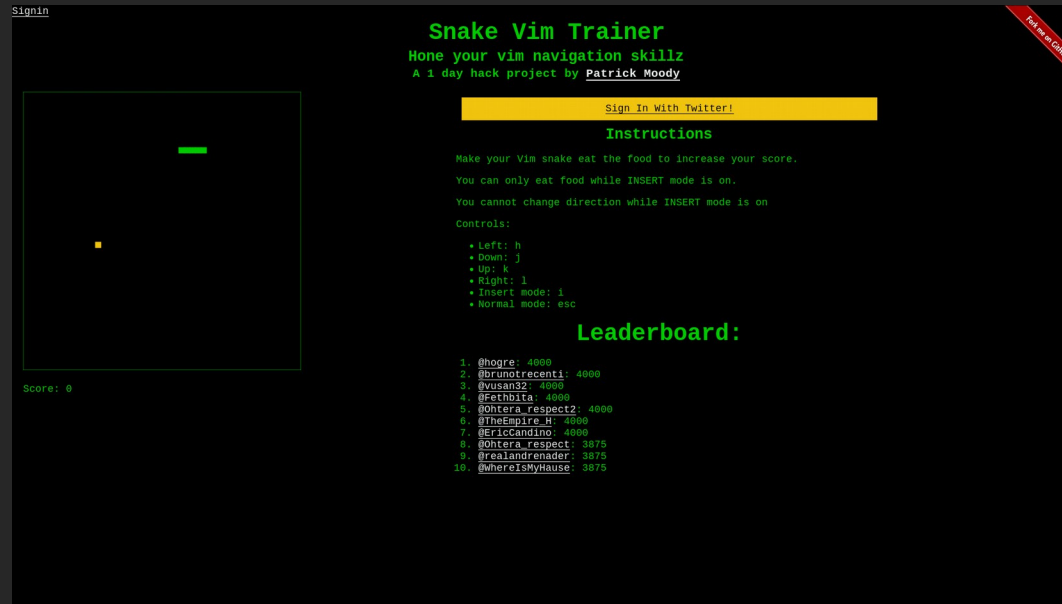 Signin
Fork me on GitH
Snake Vim Trainer
Hone your vim navigation skillz
A 1 day hack project by Patrick Moody
Sign In With Twitter!
Instructions
Make your Vim snake eat the food to increase your score.
You can only eat food while INSERT mode is on.
You cannot change direction while INSERT mode is on
Controls:
• Left: h
• Down: j
• Up: k
• Right: l
• Insert mode: i
• Normal mode: esc
Score: 0
Leaderboard:
1. @hogre: 4000
2. @brunotrecenti: 4000
3. @vusan32: 4000
4. @Fethbita: 4000
5. @Ohtera_respect2: 4000
6. @TheEmpire_H: 4000
7. @EricCandino: 4000
8. @Ohtera_respect: 3875
9. @realandrenader: 3875
10. @WhereIsMyHause: 3875